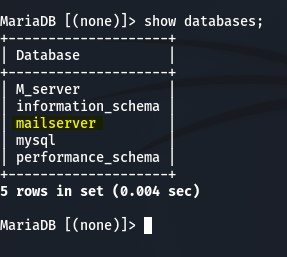 MariaDB [(none)]> show databases;
+--------------------+
| Database           |
+--------------------+
| M_server           |
| information_schema |
| mailserver         |
| mysql              |
| performance_schema |
+--------------------+
5 rows in set (0.004 sec)
MariaDB [(none)]>